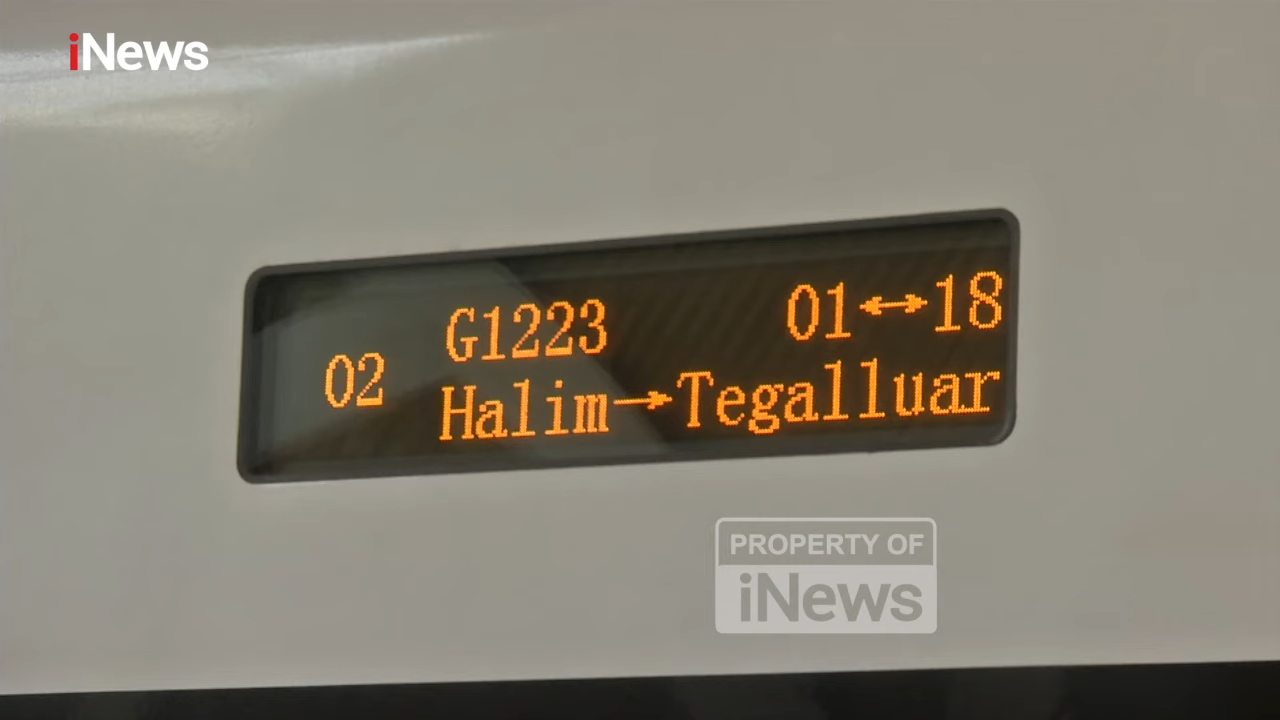 iNews
G1223 01↔18
02
Halim→Tegalluar
PROPERTY OF
iNews